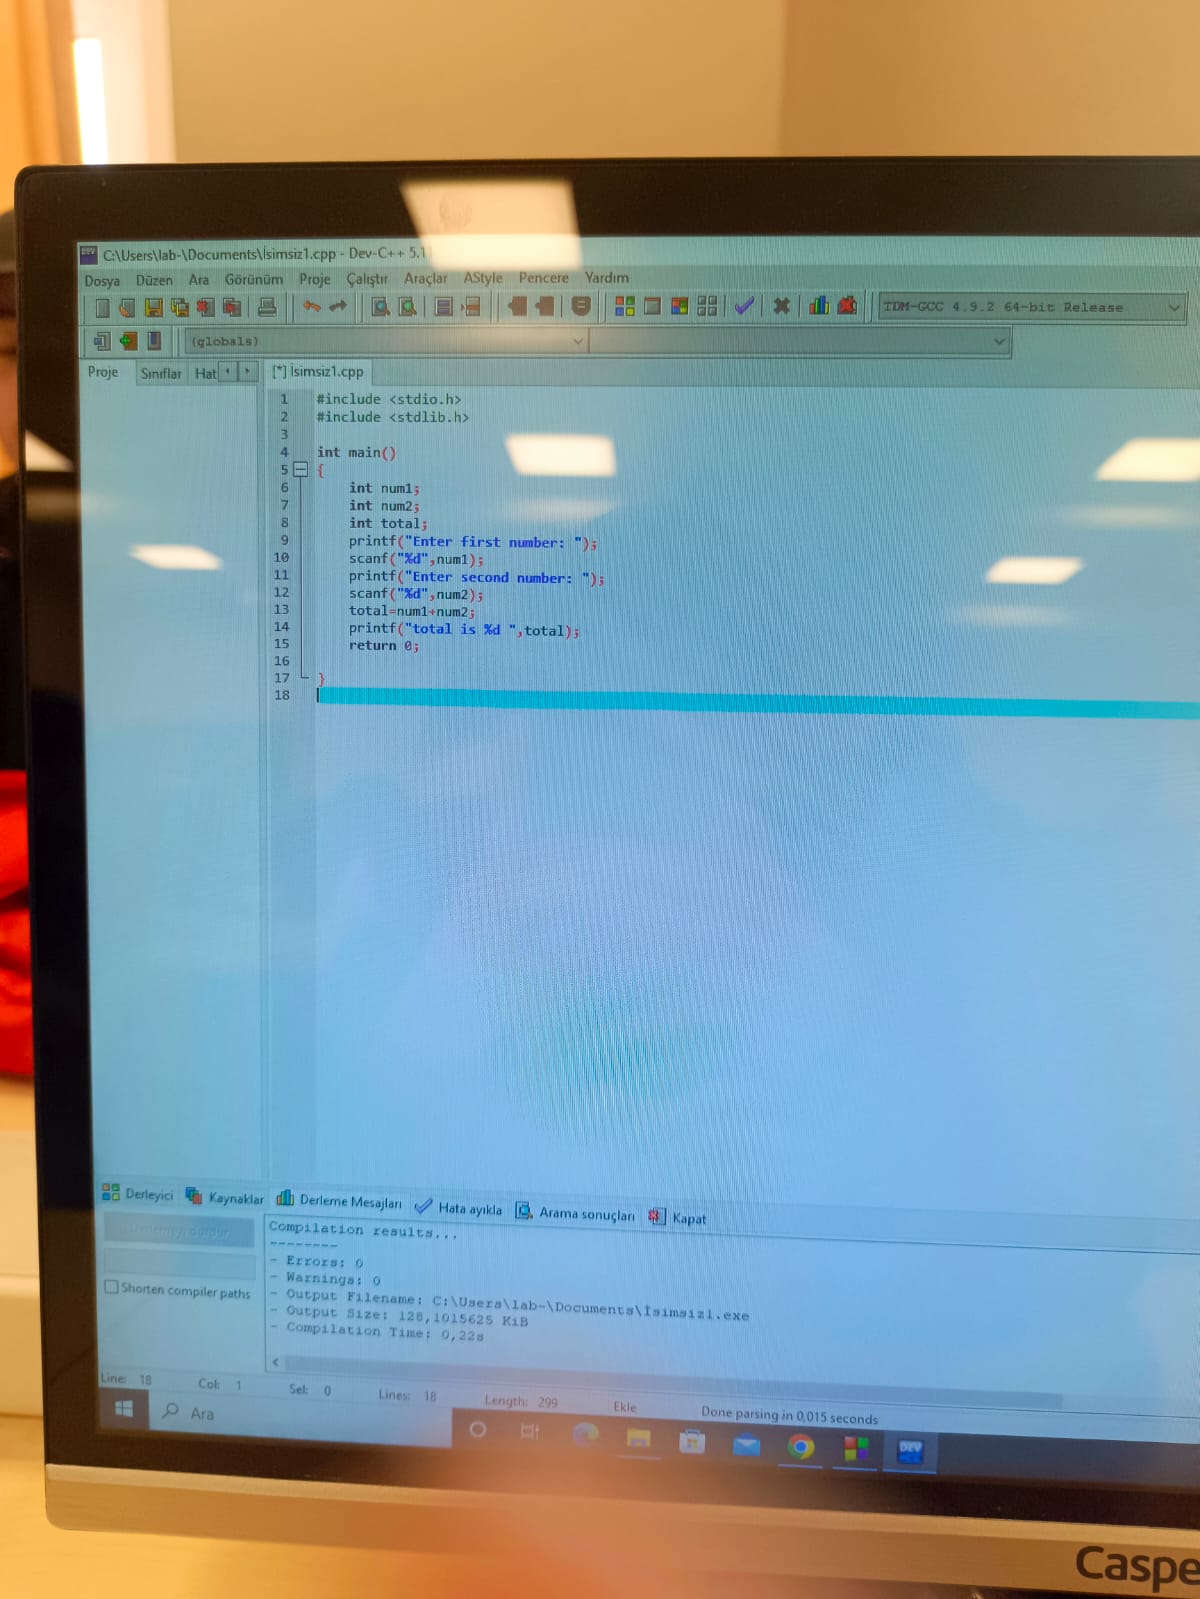 C:\Users\lab-\Documents\İsimsiz1.cpp - Dev-C++ 5.1
Dosya Düzen Ara Görünüm Proje Çalıştır Araçlar AStyle Pencere Yardım
TDM-GCC 4.9.2 64-bit Release
(globals)
Proje Sınıflar Hat [*] İsimsiz1.cpp
1 #include <stdio.h>
2 #include <stdlib.h>
3
4 int main()
5 {
6 int num1;
7 int num2;
8 int total;
9 printf("Enter first number: ");
10 scanf("%d",num1);
11 printf("Enter second number: ");
12 scanf("%d",num2);
13 total=num1+num2;
14 printf("total is %d ",total);
15 return 0;
16
17 }
18
Derleyici Kaynaklar Derleme Mesajları Hata ayıkla Arama sonuçları Kapat
Shorten compiler paths
Compilation results...
--------
- Errors: 0
- Warnings: 0
- Output Filename: C:\Users\lab-\Documents\İsimsiz1.exe
- Output Size: 128,1015625 KiB
- Compilation Time: 0,22s
Line: 18 Col: 1 Sel: 0 Lines: 18 Length: 299 Ekle Done parsing in 0,015 seconds
Ara
DEV
Caspe